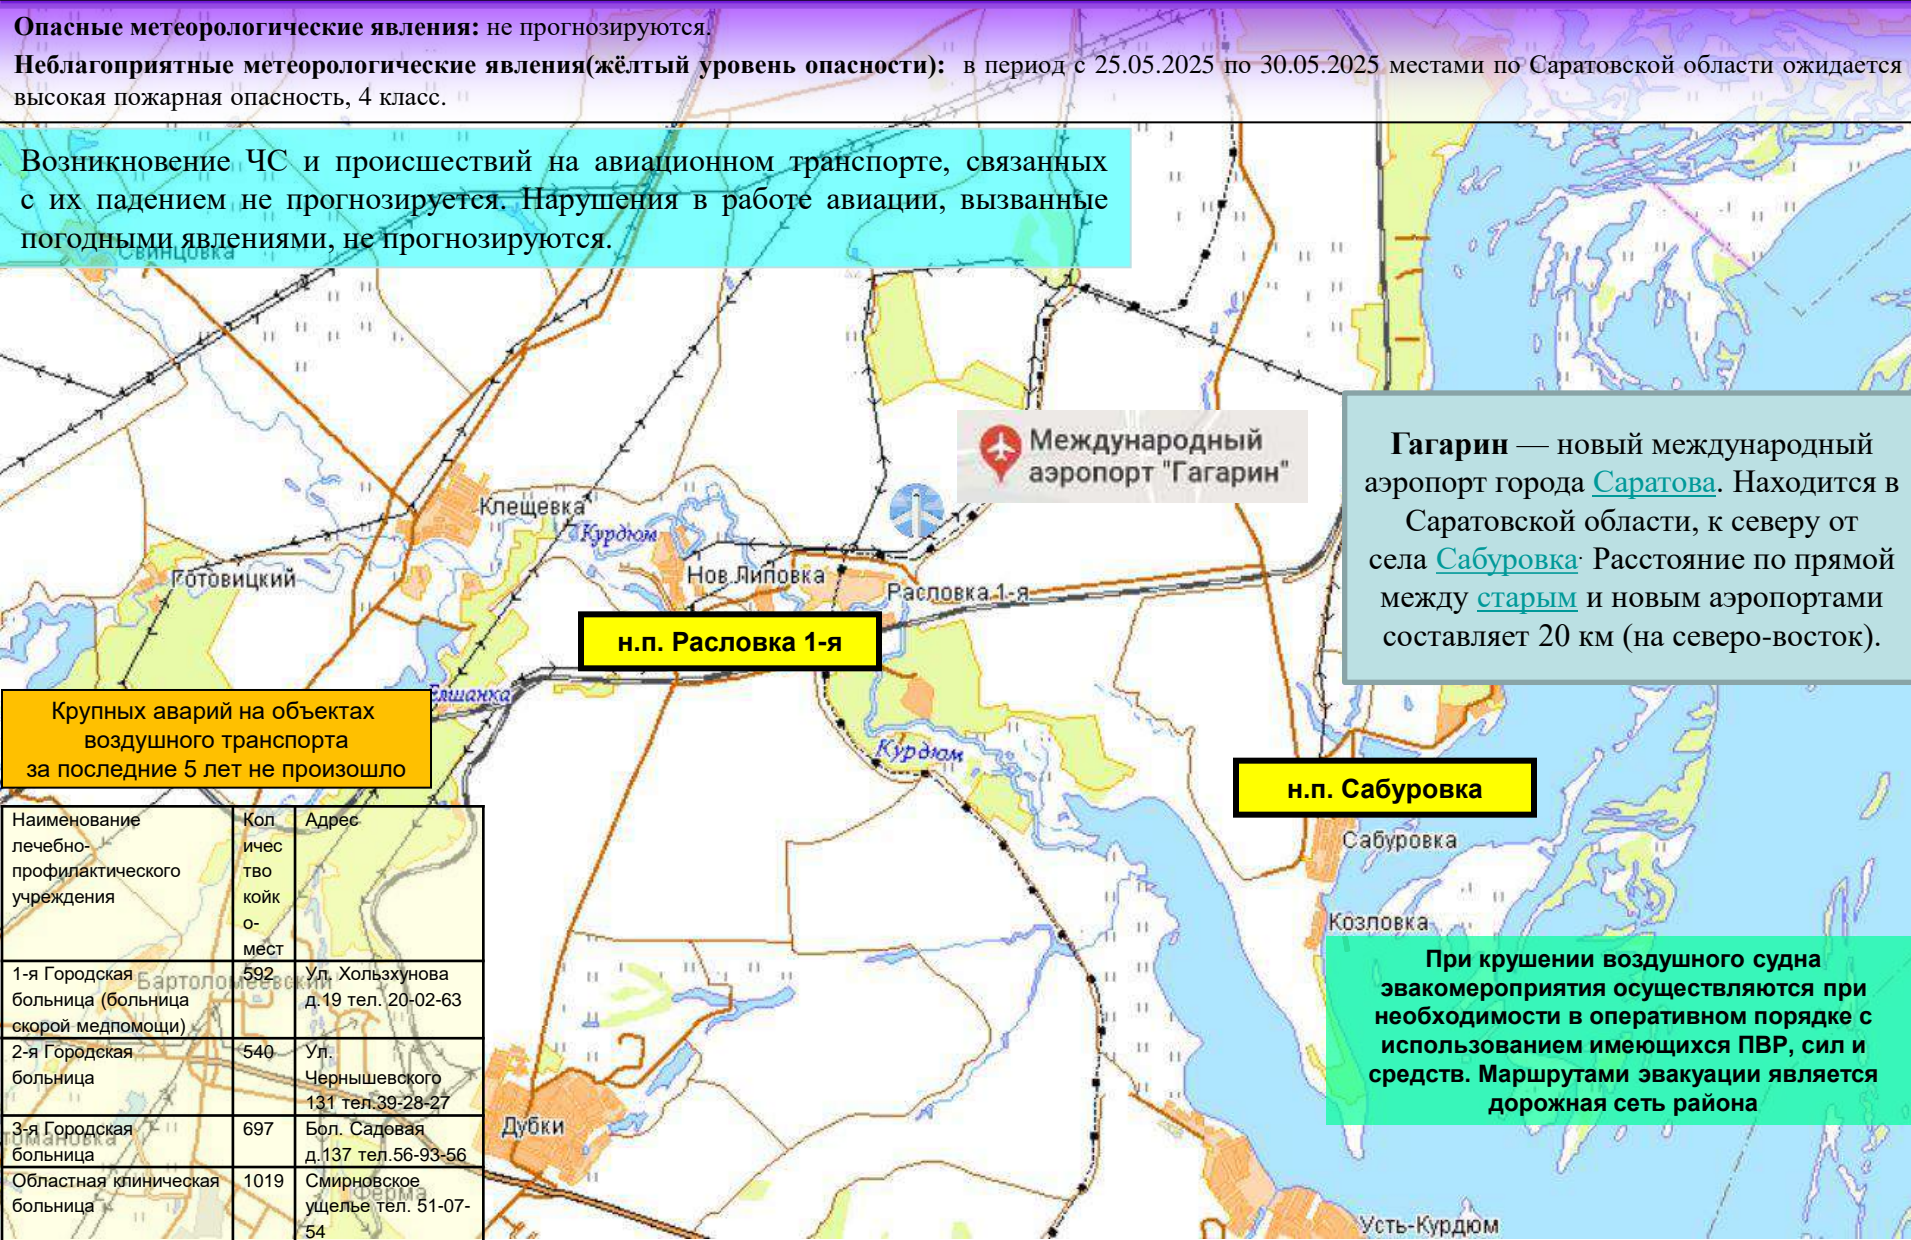 Опасные метеорологические явления: не прогнозируются.
Неблагоприятные метеорологические явления(жёлтый уровень опасности): в период с 25.05.2025 по 30.05.2025 местами по Саратовской области ожидается
высокая пожарная опасность, 4 класс.
Возникновение ЧС и происшествий на авиационном транспорте, связанных
с их падением не прогнозируется. Нарушения в работе авиации, вызванные
погодными явлениями, не прогнозируются.
Свинцовка
Международный
аэропорт "Гагарин"
Гагарин — новый международный
аэропорт города Саратова. Находится в
Саратовской области, к северу от
села Сабуровка. Расстояние по прямой
между старым и новым аэропортами
составляет 20 км (на северо-восток).
Клещевка
Курдюм
Готовицкий
Нов.Липовка
Расловка 1-я
н.п. Расловка 1-я
Елшанка
Крупных аварий на объектах
воздушного транспорта
за последние 5 лет не произошло
Курдюм
н.п. Сабуровка
Сабуровка
Козловка
При крушении воздушного судна
эвакомероприятия осуществляются при
необходимости в оперативном порядке с
использованием имеющихся ПВР, сил и
средств. Маршрутами эвакуации является
дорожная сеть района
Наименование
лечебно-
профилактического
учреждения
Кол
ичес
тво
койк
о-
мест
Адрес
1-я Городская
больница (больница
скорой медпомощи)
592
Ул. Хользхунова
д.19 тел. 20-02-63
Бартоломеевский
2-я Городская
больница
540
Ул.
Чернышевского
131 тел.39-28-27
3-я Городская
больница
697
Бол. Садовая
д.137 тел.56-93-56
Областная клиническая
больница
1019
Смирновское
ущелье тел. 51-07-
54
Ферма
Дубки
Усть-Курдюм